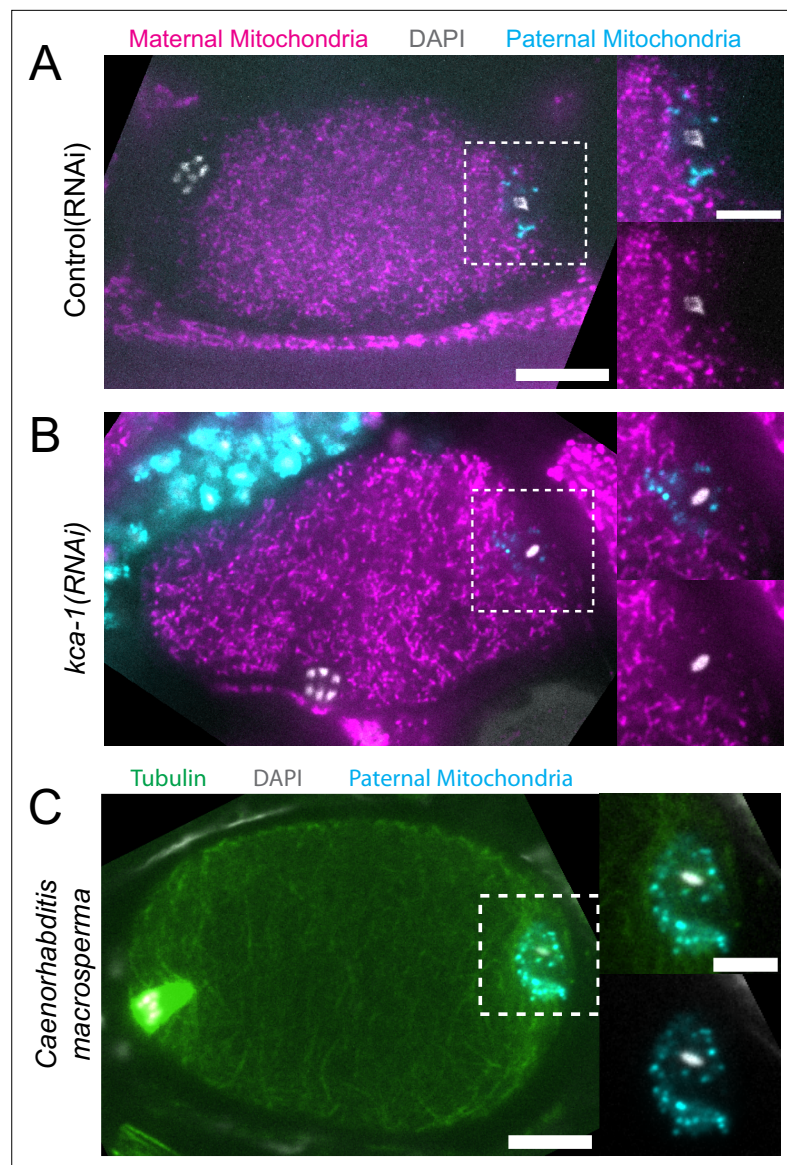 Maternal Mitochondria DAPI Paternal Mitochondria
A
Control(RNAi)
B
kca-1(RNAi)
Tubulin DAPI Paternal Mitochondria
C
Caenorhabditis
macrosperma